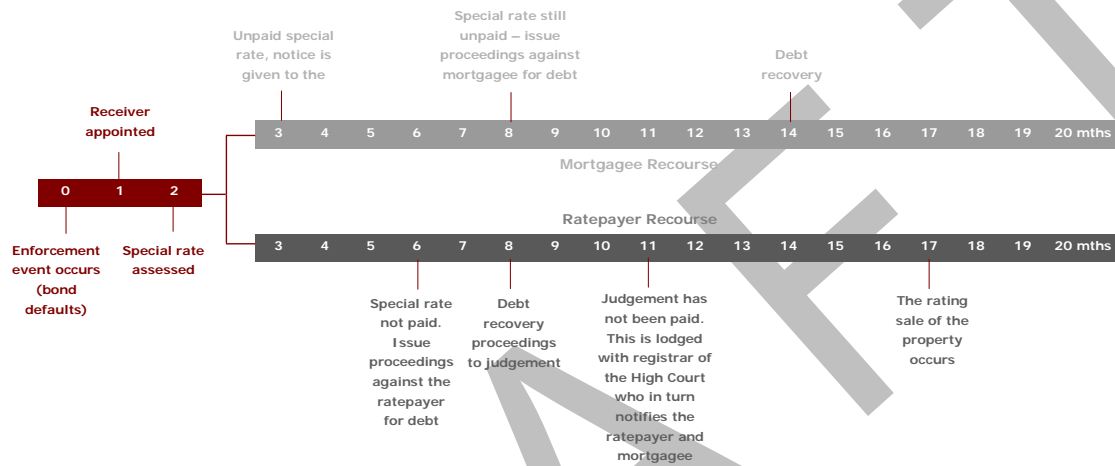 Special rate still
unpaid – issue
proceedings against
mortgagee for debt
Unpaid special
rate, notice is
given to the
Debt
recovery
Receiver
appointed
3 4 5 6 7 8 9 10 11 12 13 14 15 16 17 18 19 20 mths
Mortgagee Recourse
0 1 2
Ratepayer Recourse
3 4 5 6 7 8 9 10 11 12 13 14 15 16 17 18 19 20 mths
Enforcement
event occurs
(bond
defaults)
Special rate
assessed
Special rate
not paid.
Issue
proceedings
against the
ratepayer
for debt
Debt
recovery
proceedings
to judgement
Judgement has
not been paid.
This is lodged
with registrar of
the High Court
who in turn
notifies the
ratepayer and
mortgagee
The rating
sale of the
property
occurs